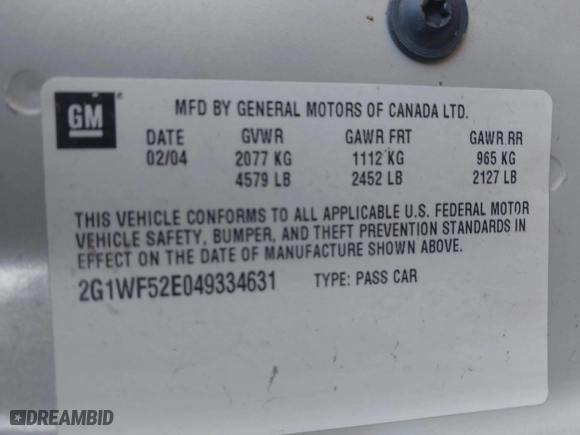 GM
MFD BY GENERAL MOTORS OF CANADA LTD.
DATE GVWR GAWR FRT GAWR RR
02/04 2077 KG 1112 KG 965 KG
4579 LB 2452 LB 2127 LB
THIS VEHICLE CONFORMS TO ALL APPLICABLE U.S. FEDERAL MOTOR
VEHICLE SAFETY, BUMPER, AND THEFT PREVENTION STANDARDS IN
EFFECT ON THE DATE OF MANUFACTURE SHOWN ABOVE.
2G1WF52E049334631 TYPE: PASS CAR
DREAMBID